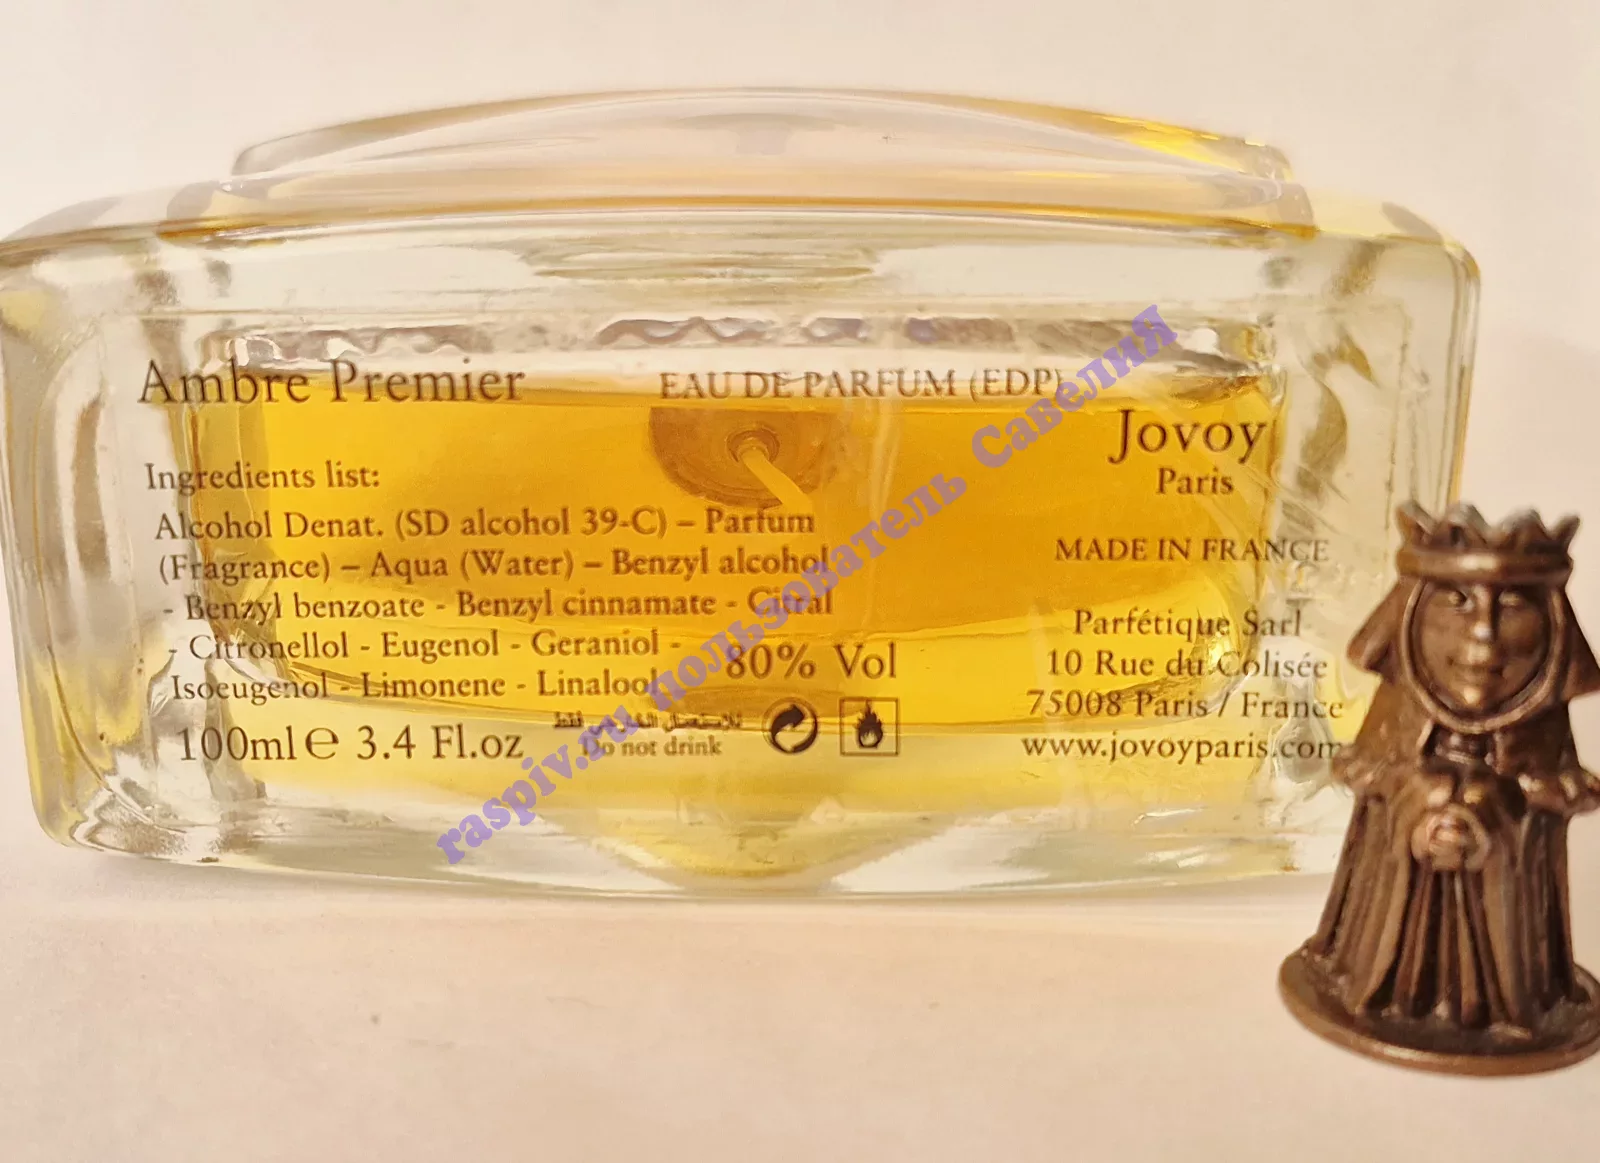 Ambre Premier
EAU DE PARFUM (EDP)
Jovoy
Paris
Ingredients list:
Alcohol Denat. (SD alcohol 39-C) – Parfum
(Fragrance) – Aqua (Water) – Benzyl alcohol
- Benzyl benzoate - Benzyl cinnamate - Citral
- Citronellol - Eugenol - Geraniol -
Isoeugenol - Limonene - Linalool
80% Vol
100ml ℮ 3.4 Fl.oz
للاستعمال الخارجي فقط
Do not drink
MADE IN FRANCE
Parfétique Sarl
10 Rue du Colisée
75008 Paris / France
www.jovoyparis.com
raspiv.ru пользователь Савелий